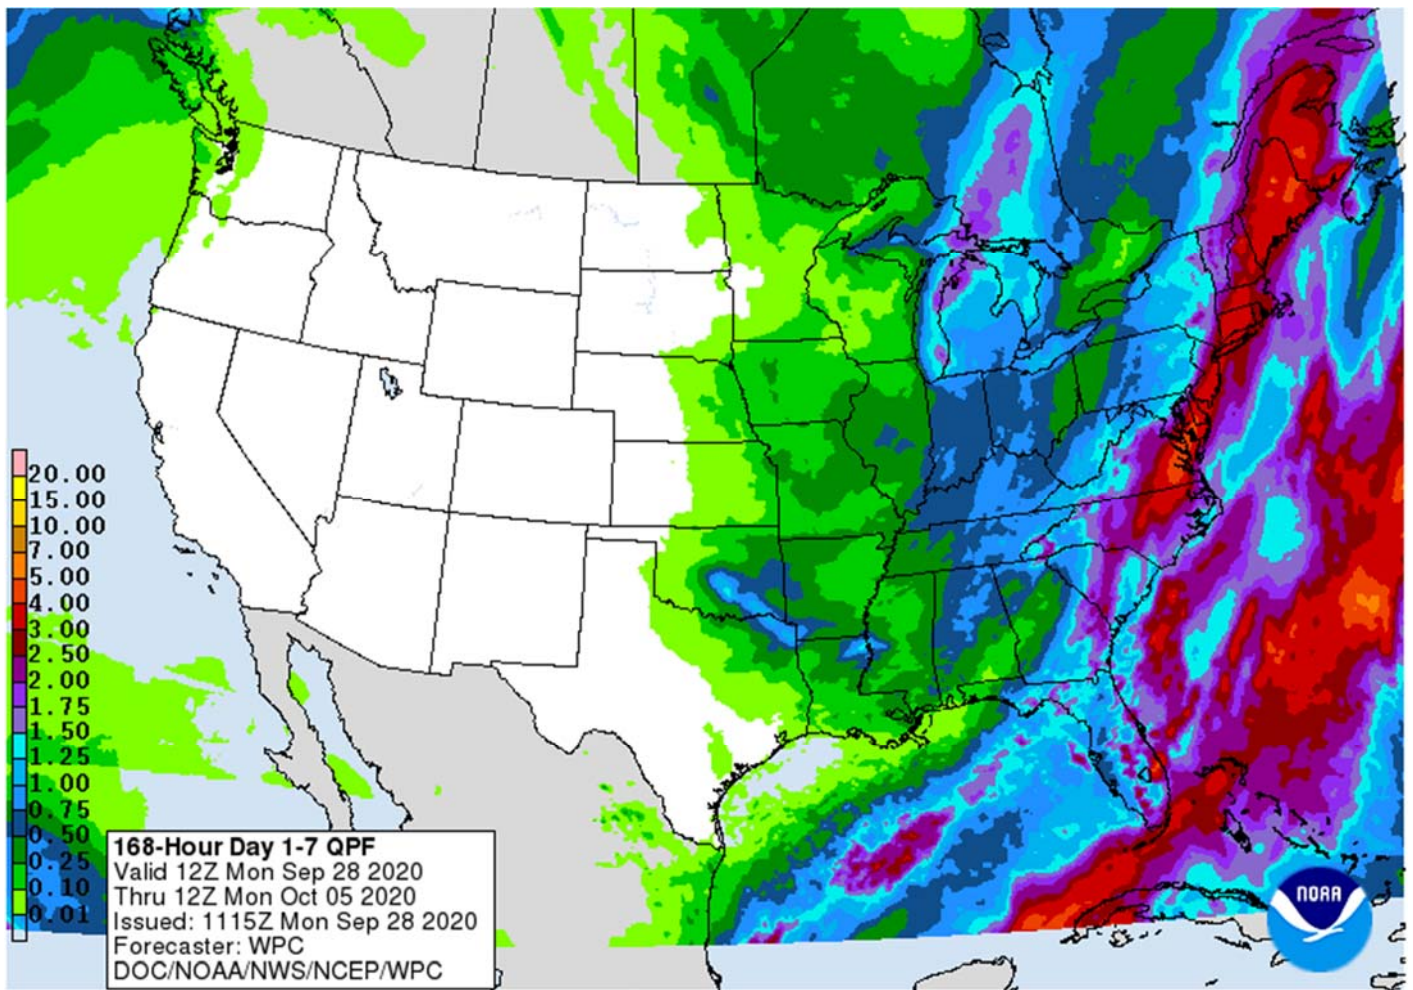 20.00
15.00
10.00
7.00
5.00
4.00
3.00
2.50
2.00
1.75
1.50
1.25
1.00
0.75
0.50
0.25
0.10
0.01
168-Hour Day 1-7 QPF
Valid 12Z Mon Sep 28 2020
Thru 12Z Mon Oct 05 2020
Issued: 1115Z Mon Sep 28 2020
Forecaster: WPC
DOC/NOAA/NWS/NCEP/WPC
NOAA